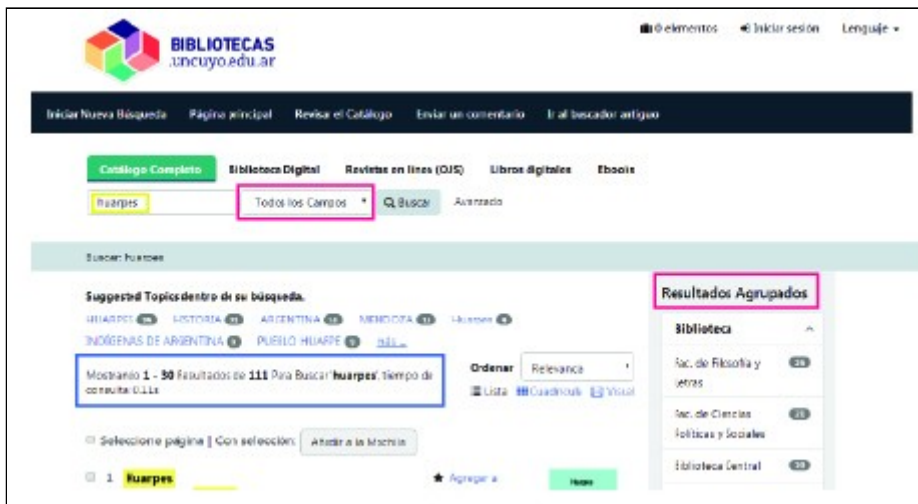 BIBLIOTECAS
.uncuyo.edu.ar
0 elementos Iniciar sesión Lenguaje
Iniciar Nueva Búsqueda Página principal Revisar el Catálogo Enviar un comentario Ir al buscador antiguo
Catálogo Completo Biblioteca Digital Revistas en línea (OJS) Libros digitales Ebooks
huarpes Todos los Campos Buscar Avanzado
Buscar: huarpes
Suggested Topics dentro de su búsqueda.
HUARPES HISTORIA ARGENTINA MENDOZA Huarpes
INDÍGENAS DE ARGENTINA PUEBLO HUARPE más ...
Mostrando 1 - 30 Resultados de 111 Para Buscar 'huarpes', tiempo de
consulta: 0.11s
Ordenar Relevancia
Lista Cuadrícula Visual
Seleccione página | Con selección: Añadir a la Mochila
1 Huarpes Agregar a
Resultados Agrupados
Biblioteca
Fac. de Filosofía y
Letras
Fac. de Ciencias
Políticas y Sociales
Biblioteca Central